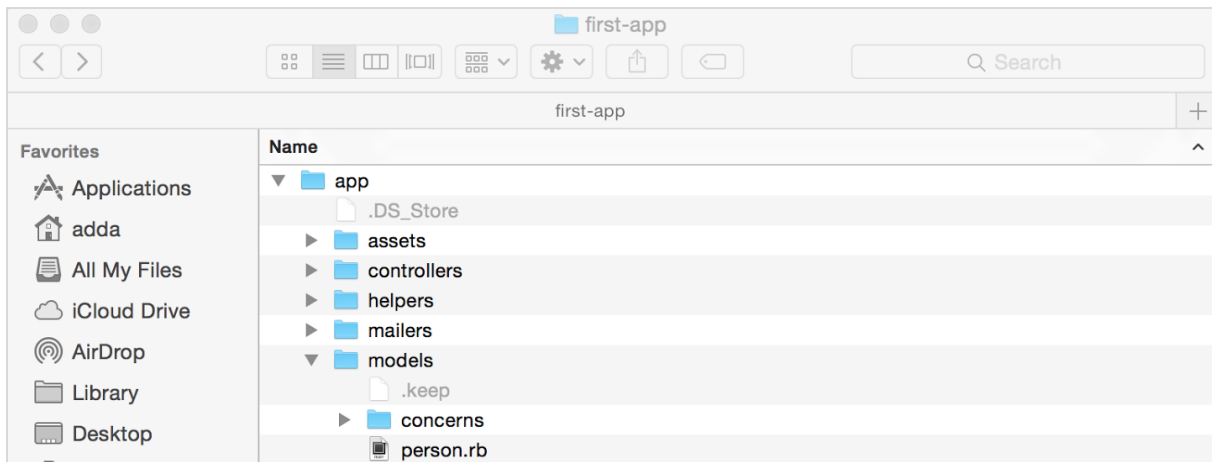 first-app
Search
first-app
Favorites
Applications
adda
All My Files
iCloud Drive
AirDrop
Library
Desktop
Name
app
.DS_Store
assets
controllers
helpers
mailers
models
.keep
concerns
person.rb